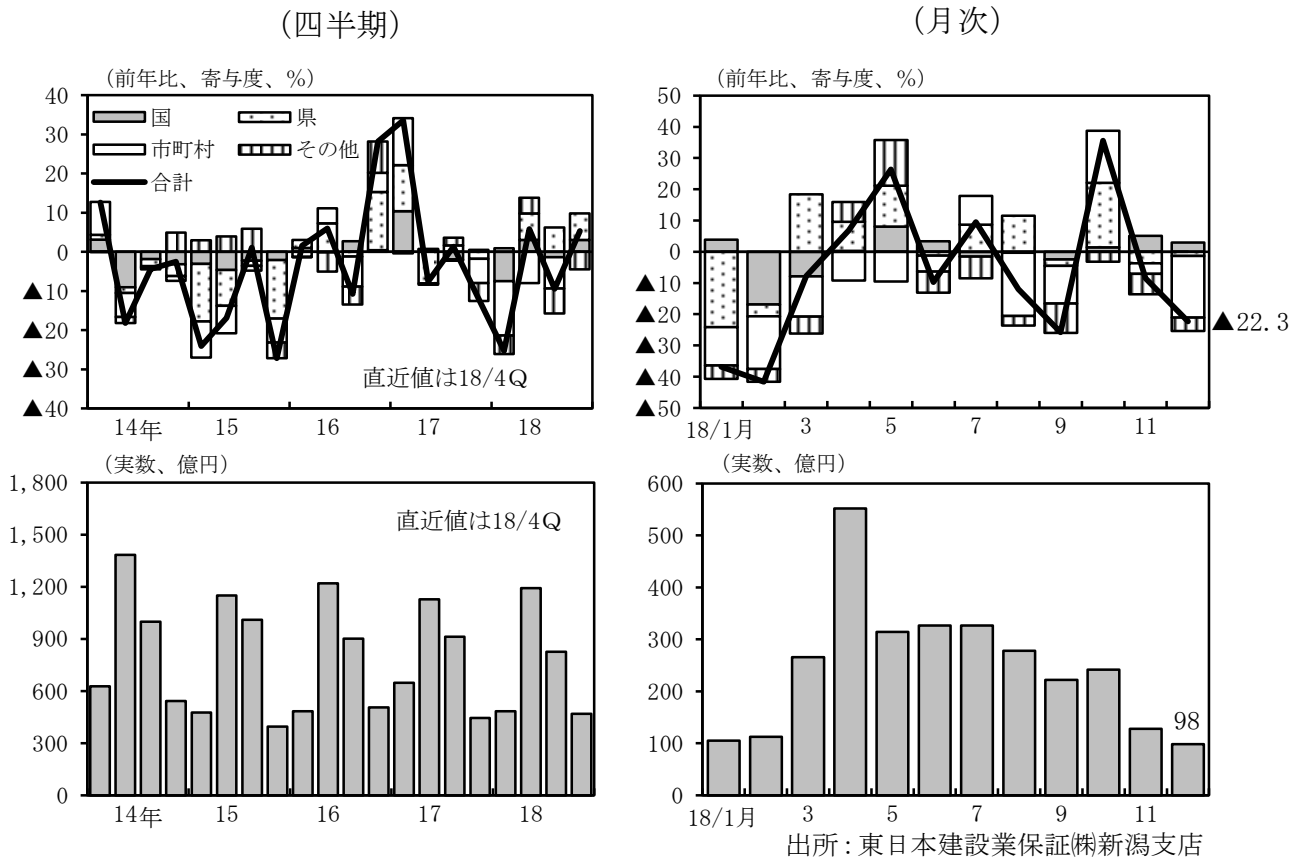 (四半期)
(前年比、寄与度、%)
40
30
20
10
0
▲ 10
▲ 20
▲ 30
▲ 40
国
県
市町村
その他
合計
直近値は18/4Q
14年 15 16 17 18
(月次)
(前年比、寄与度、%)
50
40
30
20
10
0
▲ 10
▲ 20
▲ 30
▲ 40
▲ 50
▲22.3
18/1月 3 5 7 9 11
(実数、億円)
1,800
1,500
1,200
900
600
300
0
直近値は18/4Q
14年 15 16 17 18
(実数、億円)
600
500
400
300
200
100
0
98
18/1月 3 5 7 9 11
出所:東日本建設業保証㈱新潟支店